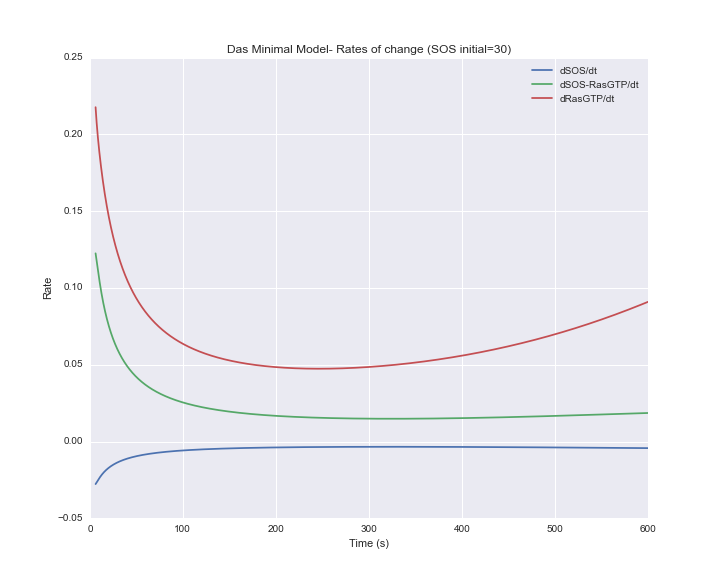 Das Minimal Model- Rates of change (SOS initial=30)
dSOS/dt
dSOS-RasGTP/dt
dRasGTP/dt
0.25
0.20
0.15
0.10
0.05
0.00
−0.05
Rate
0 100 200 300 400 500 600
Time (s)